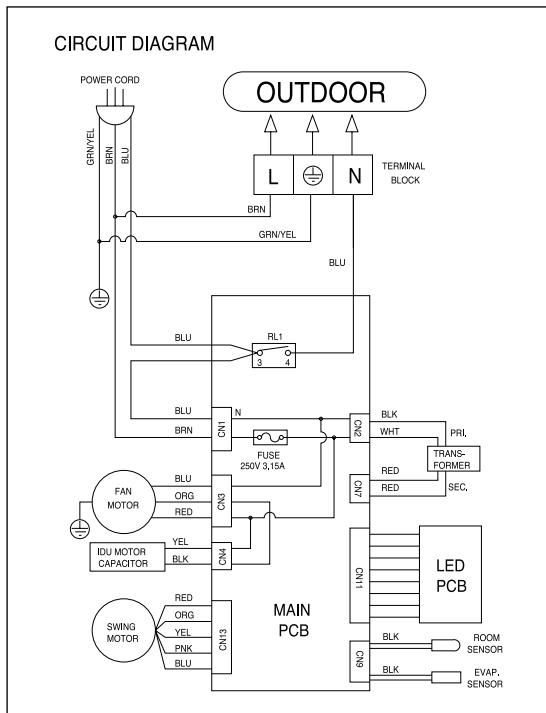 CIRCUIT DIAGRAM
POWER CORD
OUTDOOR
GRN/YEL
BRN
BLU
L
N
TERMINAL
BLOCK
BRN
GRN/YEL
BLU
BLU
RL1
3 4
BLU
CN1
N
CN2
BLK
PRI.
BRN
FUSE
250V 3,15A
WHT
TRANS-
FORMER
RED
RED
CN7
SEC.
FAN
MOTOR
BLU
ORG
RED
CN3
IDU MOTOR
CAPACITOR
YEL
BLK
CN4
CN11
LED
PCB
SWING
MOTOR
RED
ORG
YEL
PNK
BLU
CN13
MAIN
PCB
CN9
BLK
ROOM
SENSOR
BLK
EVAP.
SENSOR